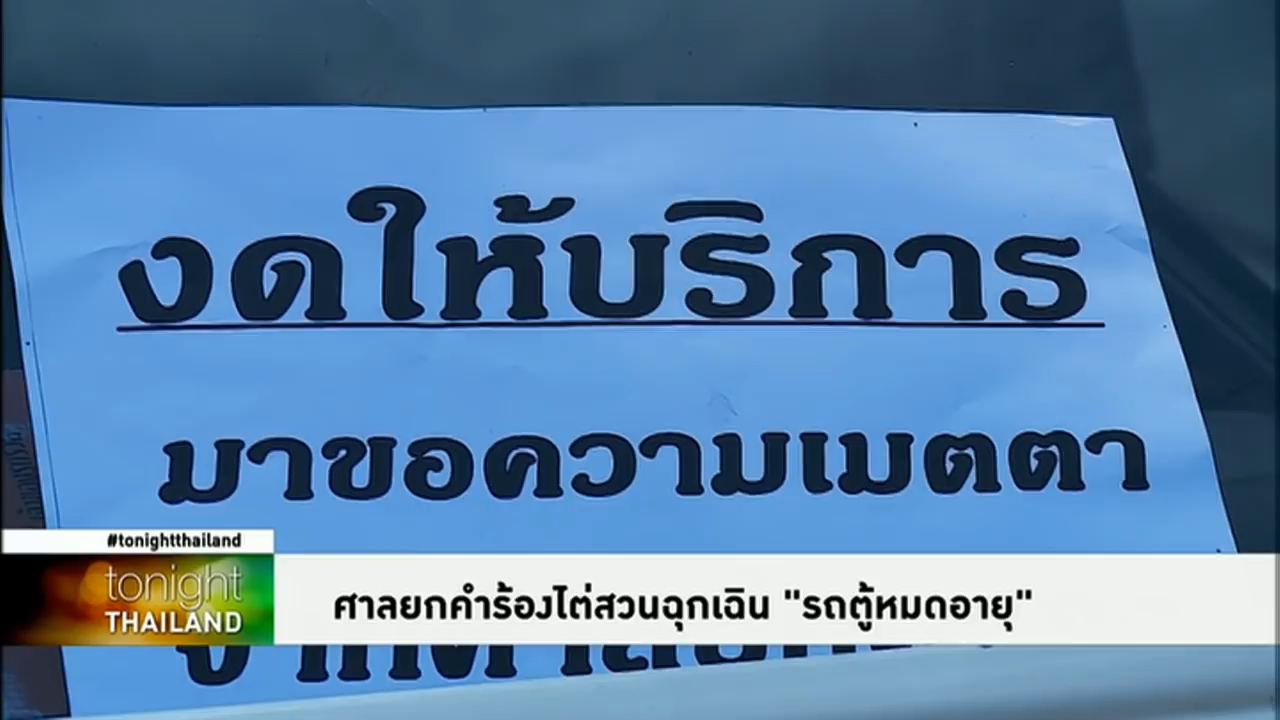 งดให้บริการ
มาขอความเมตตา
#tonightthailand
tonight
THAILAND
ศาลยกคำร้องไต่สวนฉุกเฉิน "รถตู้หมดอายุ"